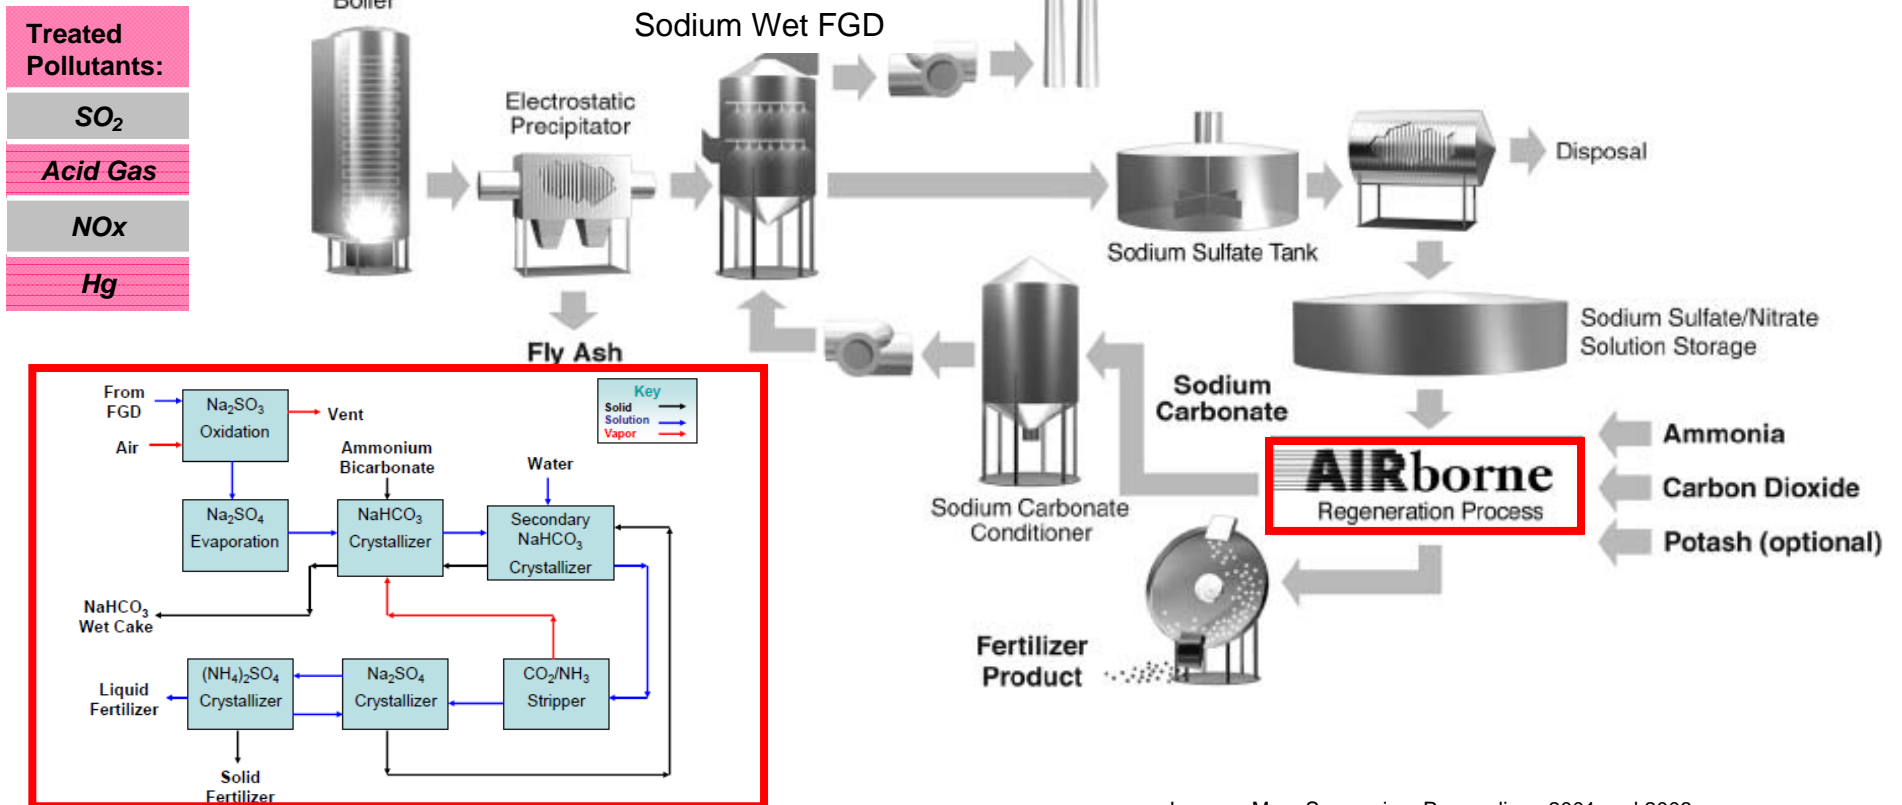 Boiler
Sodium Wet FGD
Treated
Pollutants:
SO₂
Acid Gas
NOx
Hg
Electrostatic
Precipitator
Fly Ash
Sodium Sulfate Tank
Disposal
Sodium Sulfate/Nitrate
Solution Storage
Sodium
Carbonate
Sodium Carbonate
Conditioner
AIRborne
Regeneration Process
Ammonia
Carbon Dioxide
Potash (optional)
Fertilizer
Product
From
FGD
Air
Na₂SO₃
Oxidation
Vent
Key
Solid
Solution
Vapor
Ammonium
Bicarbonate
Water
Na₂SO₄
Evaporation
NaHCO₃
Crystallizer
Secondary
NaHCO₃
Crystallizer
NaHCO₃
Wet Cake
(NH₄)₂SO₄
Crystallizer
Na₂SO₄
Crystallizer
CO₂/NH₃
Stripper
Liquid
Fertilizer
Solid
Fertilizer